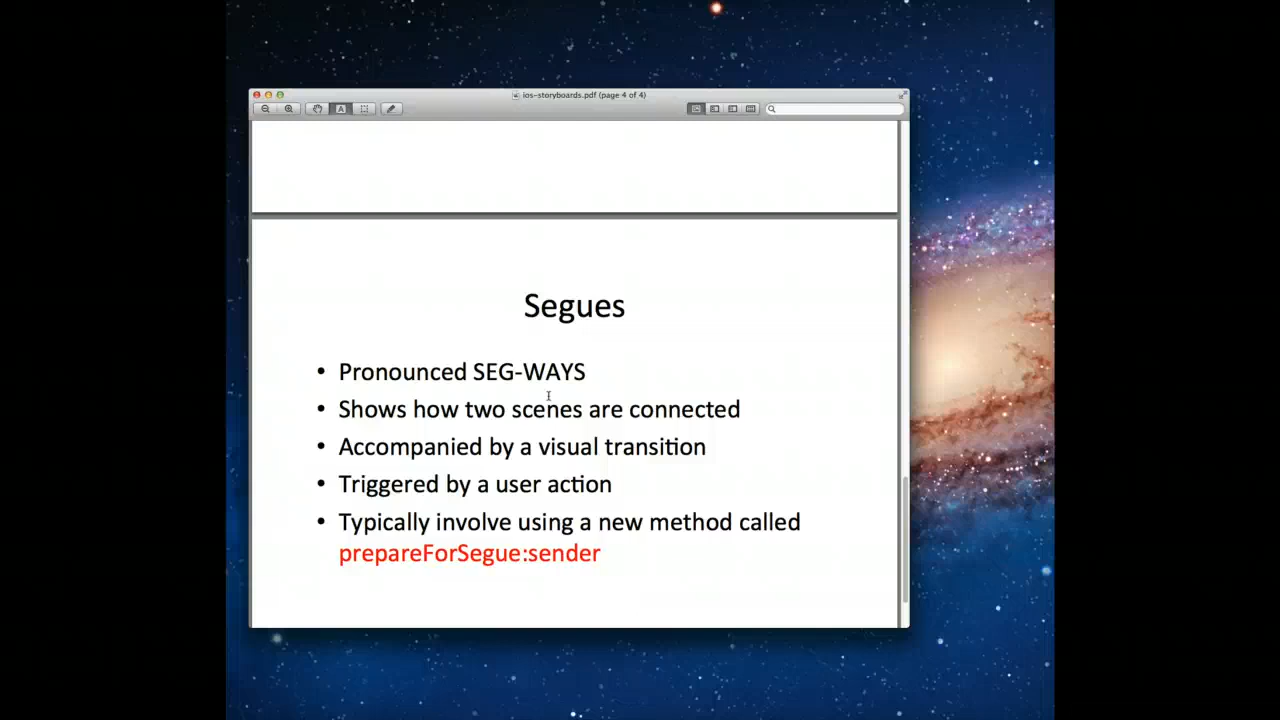 ios-storyboards.pdf (page 4 of 4)
A
Segues
• Pronounced SEG-WAYS
• Shows how two scenes are connected
• Accompanied by a visual transition
• Triggered by a user action
• Typically involve using a new method called
prepareForSegue:sender